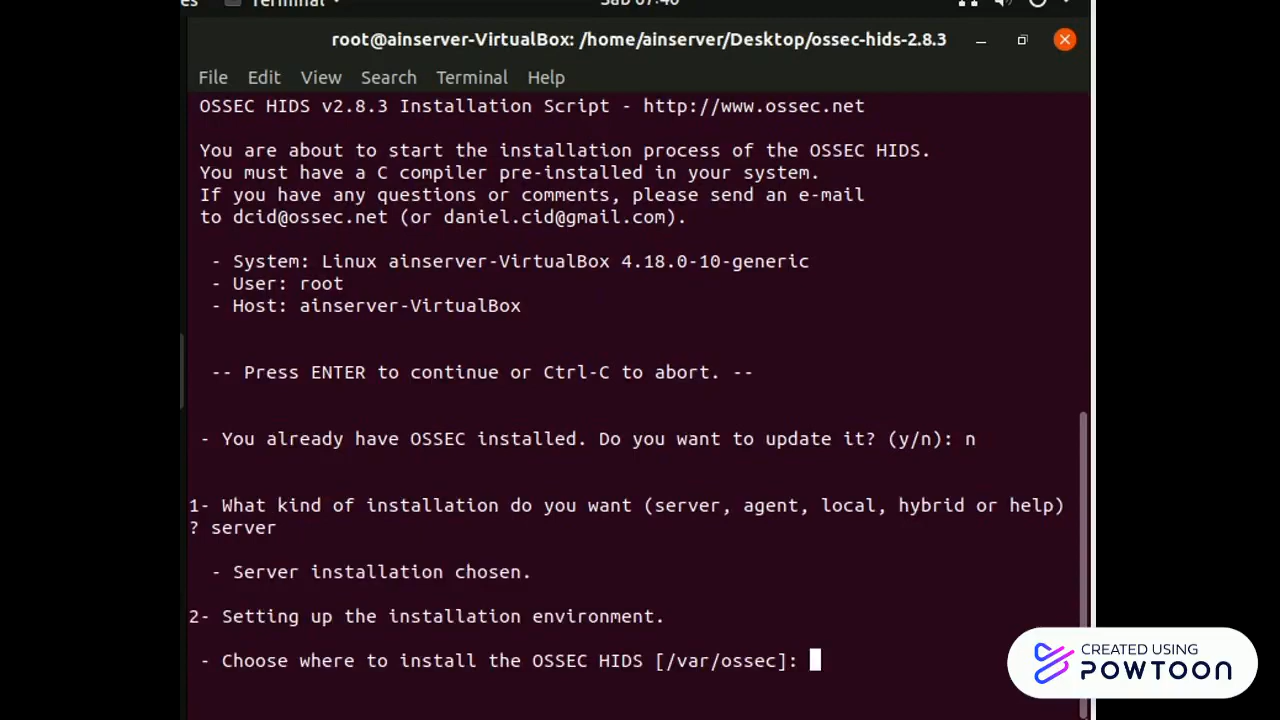 es Terminal Sab 07:40
root@ainserver-VirtualBox: /home/ainserver/Desktop/ossec-hids-2.8.3
File Edit View Search Terminal Help
OSSEC HIDS v2.8.3 Installation Script - http://www.ossec.net
You are about to start the installation process of the OSSEC HIDS.
You must have a C compiler pre-installed in your system.
If you have any questions or comments, please send an e-mail
to dcid@ossec.net (or daniel.cid@gmail.com).
- System: Linux ainserver-VirtualBox 4.18.0-10-generic
- User: root
- Host: ainserver-VirtualBox
-- Press ENTER to continue or Ctrl-C to abort. --
- You already have OSSEC installed. Do you want to update it? (y/n): n
1- What kind of installation do you want (server, agent, local, hybrid or help)
? server
- Server installation chosen.
2- Setting up the installation environment.
- Choose where to install the OSSEC HIDS [/var/ossec]:
CREATED USING
POWTOON